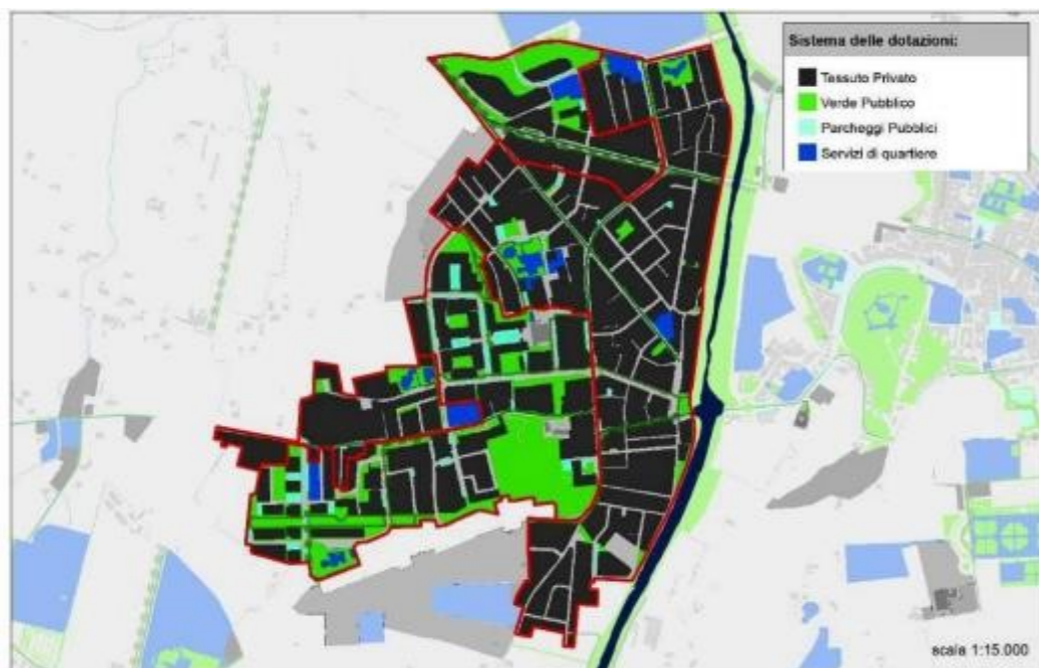 Sistema delle dotazioni:
Tessuto Privato
Verde Pubblico
Parcheggi Pubblici
Servizi di quartiere
scala 1:15.000